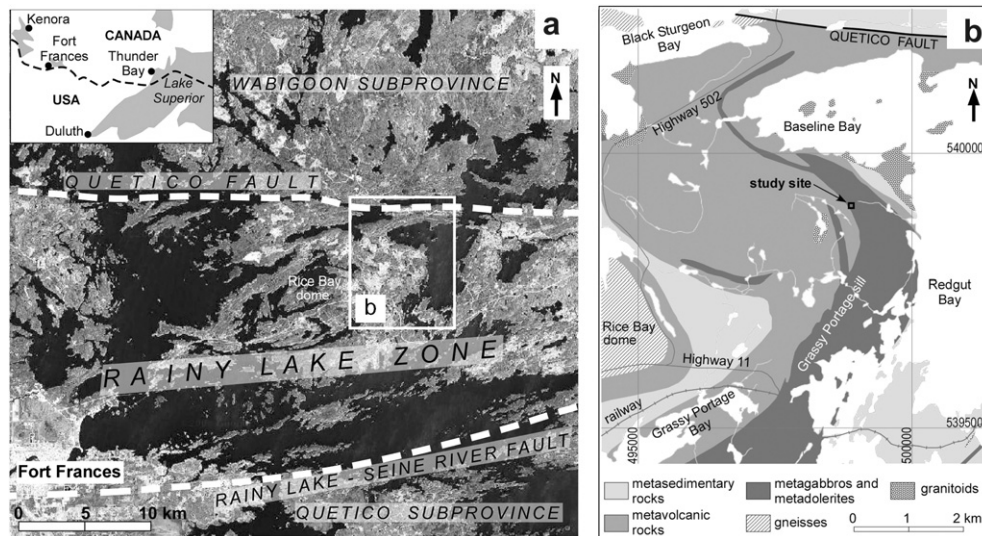 Kenora
CANADA
Fort
Frances
Thunder
Bay
Lake
Superior
USA
Duluth
a
N
WABIGOON SUBPROVINCE
QUETICO FAULT
Rice Bay
dome
b
RAINY LAKE ZONE
Fort Frances
RAINY LAKE - SEINE RIVER FAULT
QUETICO SUBPROVINCE
0 10 km
b
Black Sturgeon
Bay
QUETICO FAULT
N
Highway 502
Baseline Bay
540000
study site
Redgut
Bay
Grassy Portage sill
Rice Bay
dome
Highway 11
railway
Grassy Portage
Bay
495000
500000
539500
metasedimentary
rocks
metavolcanic
rocks
metagabbros and
metadolerites
gneisses
granitoids
0 1 2 km